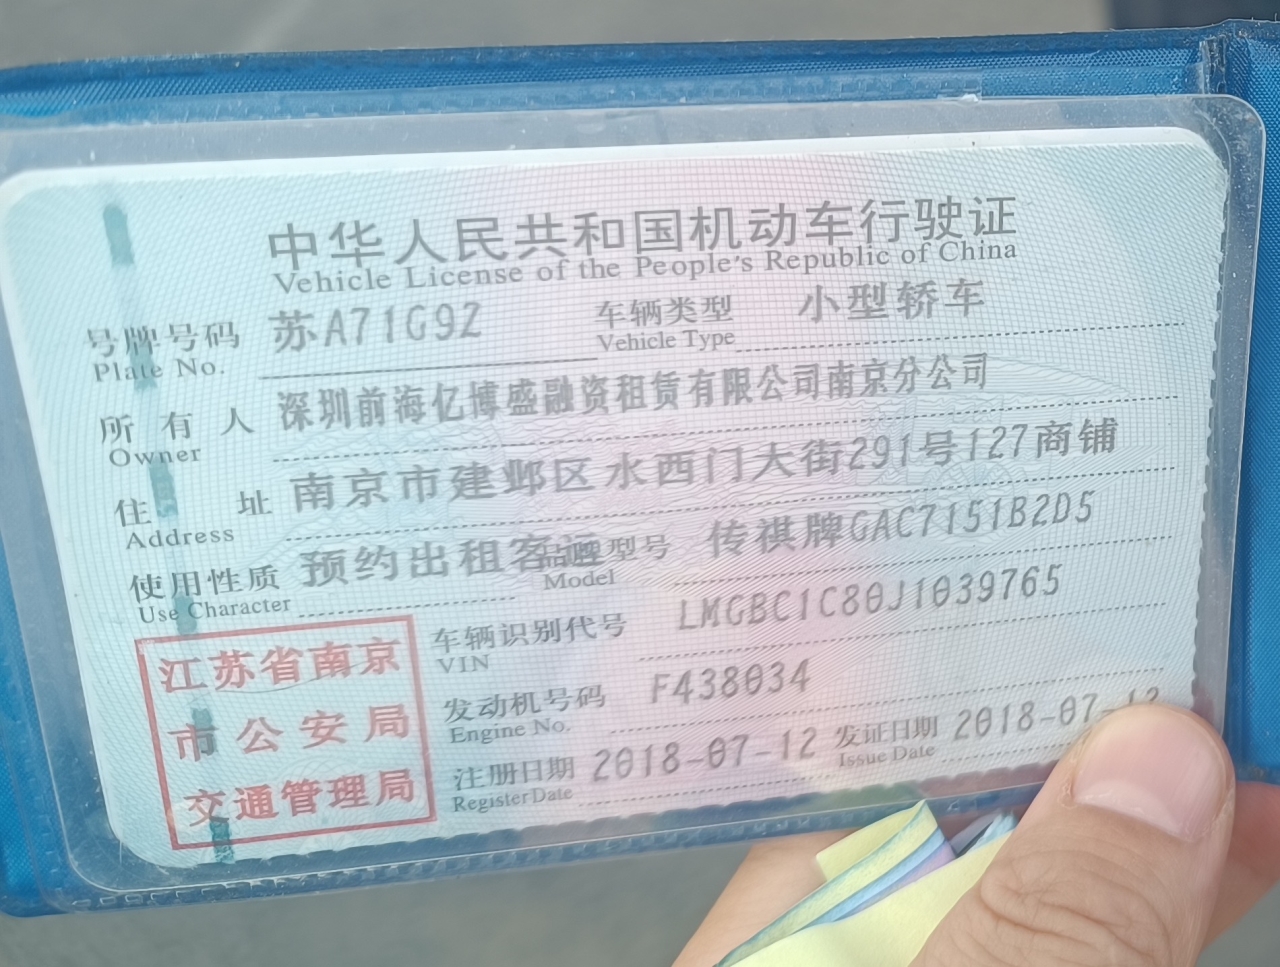 中华人民共和国机动车行驶证
Vehicle License of the People's Republic of China
号牌号码 苏A71G9Z 车辆类型 小型轿车
Plate No. Vehicle Type
所有人 深圳前海亿博盛融资租赁有限公司南京分公司
Owner
住址 南京市建邺区水西门大街291号127商铺
Address
使用性质 预约出租客运 品牌型号 传祺牌GAC7151B2D5
Use Character Model
车辆识别代号 LMGBC1C80J1039765
VIN
发动机号码 F438034
Engine No.
注册日期 2018-07-12 发证日期 2018-07-12
Register Date Issue Date
江苏省南京
市公安局
交通管理局